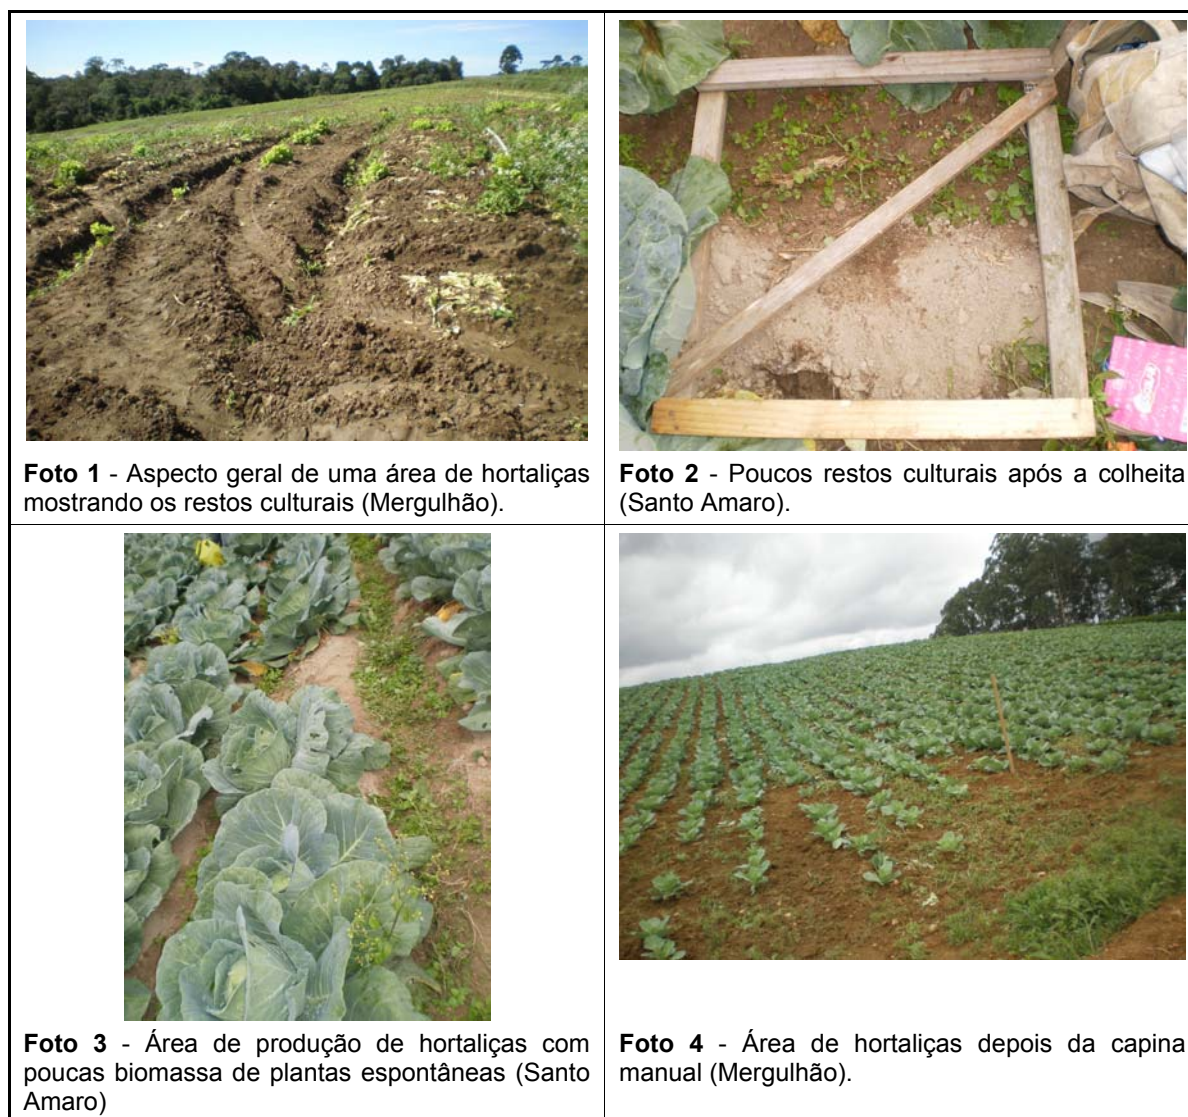 Foto 1 - Aspecto geral de uma área de hortaliças
mostrando os restos culturais (Mergulhão).
Foto 2 - Poucos restos culturais após a colheita
(Santo Amaro).
Foto 3 - Área de produção de hortaliças com
poucas biomassa de plantas espontâneas (Santo
Amaro)
Foto 4 - Área de hortaliças depois da capina
manual (Mergulhão).